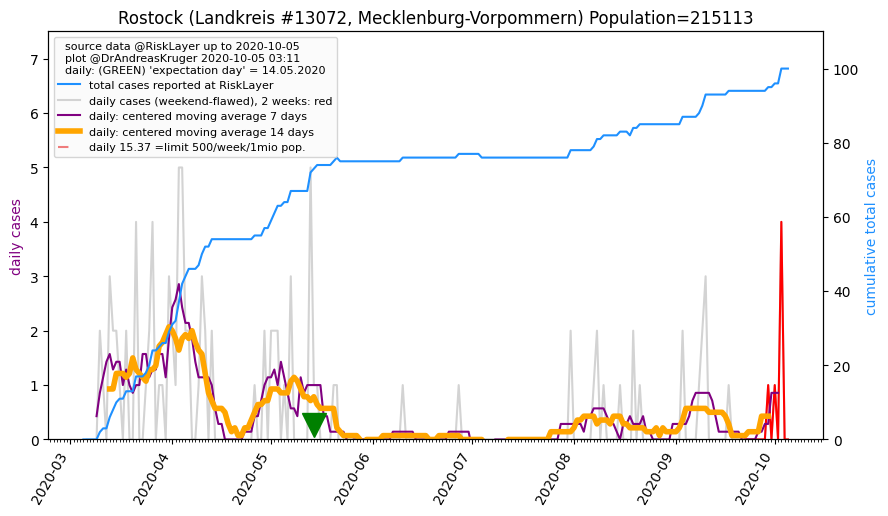 Rostock (Landkreis #13072, Mecklenburg-Vorpommern) Population=215113
source data @RiskLayer up to 2020-10-05
plot @DrAndreasKruger 2020-10-05 03:11
daily: (GREEN) 'expectation day' = 14.05.2020
total cases reported at RiskLayer
daily cases (weekend-flawed), 2 weeks: red
daily: centered moving average 7 days
daily: centered moving average 14 days
daily 15.37 =limit 500/week/1mio pop.
daily cases
7
6
5
4
3
2
1
0
cumulative total cases
100
80
60
40
20
0
2020-03
2020-04
2020-05
2020-06
2020-07
2020-08
2020-09
2020-10